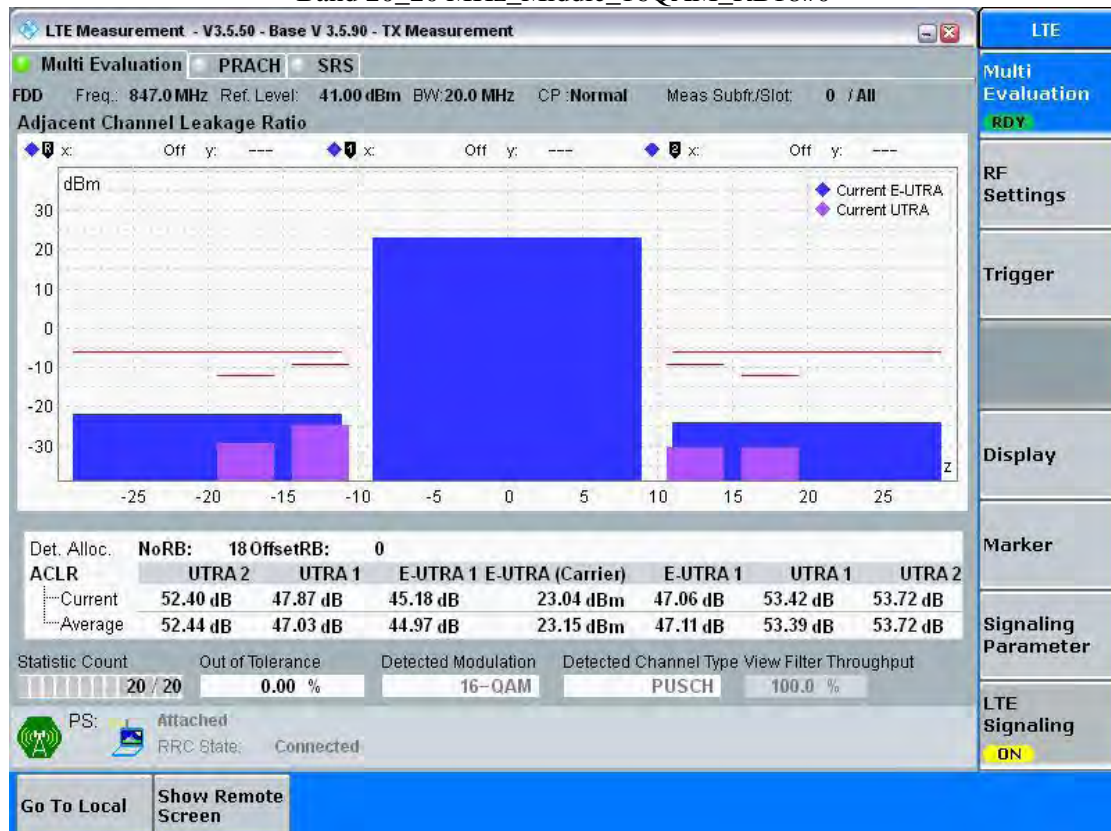 LTE Measurement - V3.5.50 - Base V 3.5.90 - TX Measurement
LTE
Multi Evaluation PRACH SRS
Multi
Evaluation
RDY
FDD Freq.: 847.0 MHz Ref. Level: 41.00 dBm BW: 20.0 MHz CP :Normal Meas Subfr./Slot: 0 / All
Adjacent Channel Leakage Ratio
R x: Off y: --- 1 x: Off y: --- 2 x: Off y: ---
dBm
Current E-UTRA
Current UTRA
30
20
10
0
-10
-20
-30
z
-25 -20 -15 -10 -5 0 5 10 15 20 25
RF
Settings
Trigger
Display
Marker
Signaling
Parameter
LTE
Signaling
ON
Det. Alloc. NoRB: 18 OffsetRB: 0
ACLR UTRA 2 UTRA 1 E-UTRA 1 E-UTRA (Carrier) E-UTRA 1 UTRA 1 UTRA 2
Current 52.40 dB 47.87 dB 45.18 dB 23.04 dBm 47.06 dB 53.42 dB 53.72 dB
Average 52.44 dB 47.03 dB 44.97 dB 23.15 dBm 47.11 dB 53.39 dB 53.72 dB
Statistic Count Out of Tolerance Detected Modulation Detected Channel Type View Filter Throughput
20 / 20 0.00 % 16-QAM PUSCH 100.0 %
PS: Attached
RRC State: Connected
Go To Local
Show Remote
Screen